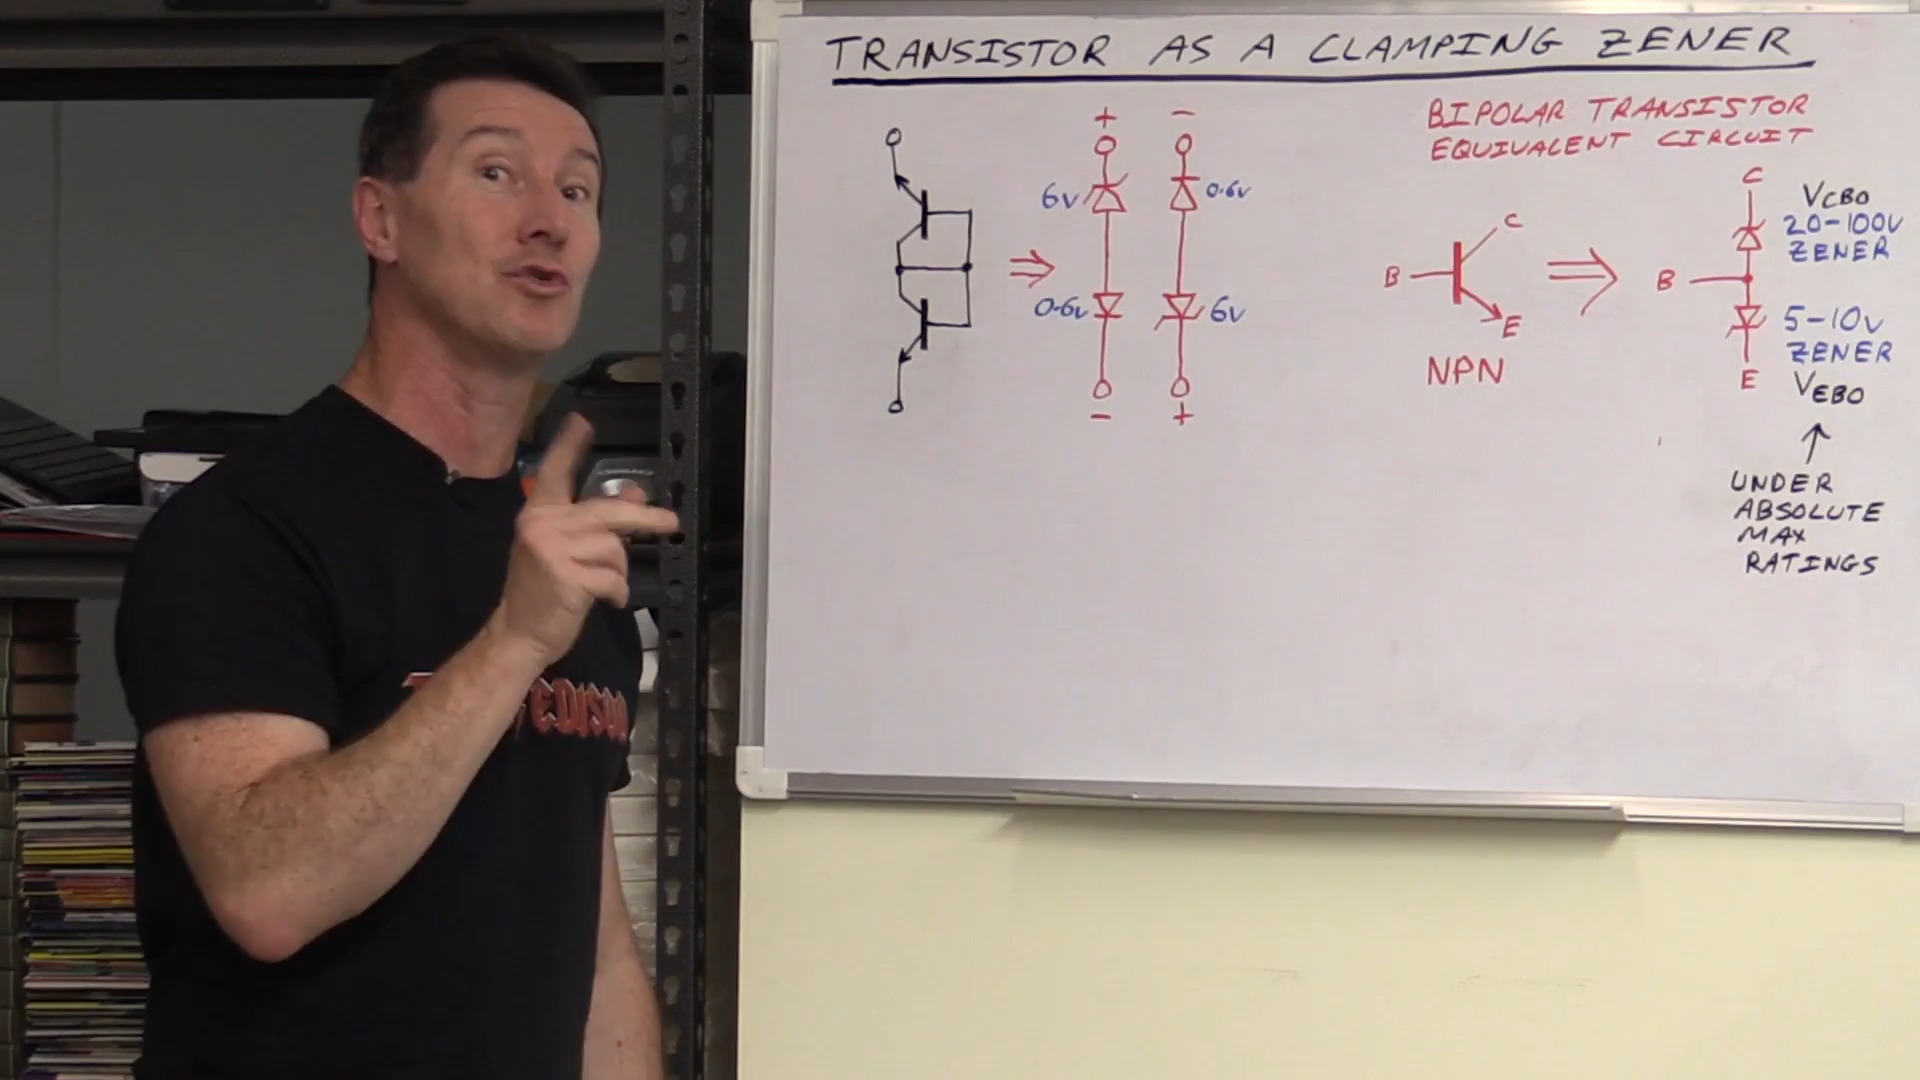 TRANSISTOR AS A CLAMPING ZENER
+ -
6V
0.6V
0.6V
6V
- +
BIPOLAR TRANSISTOR
EQUIVALENT CIRCUIT
C
B
E
NPN
C
B
E
VCBO
20-100V
ZENER
5-10V
ZENER
VEBO
UNDER
ABSOLUTE
MAX
RATINGS
EDISON